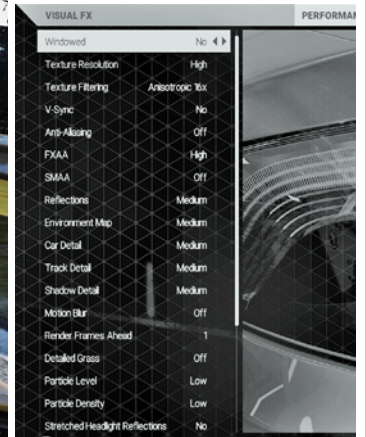 VISUAL FX
PERFORMAN
Windowed No
Texture Resolution High
Texture Filtering Anisotropic 16x
V-Sync No
Anti-Aliasing Off
FXAA High
SMAA Off
Reflections Medium
Environment Map Medium
Car Detail Medium
Track Detail Medium
Shadow Detail Medium
Motion Blur Off
Render Frames Ahead 1
Detailed Grass Off
Particle Level Low
Particle Density Low
Stretched Headlight Reflections No